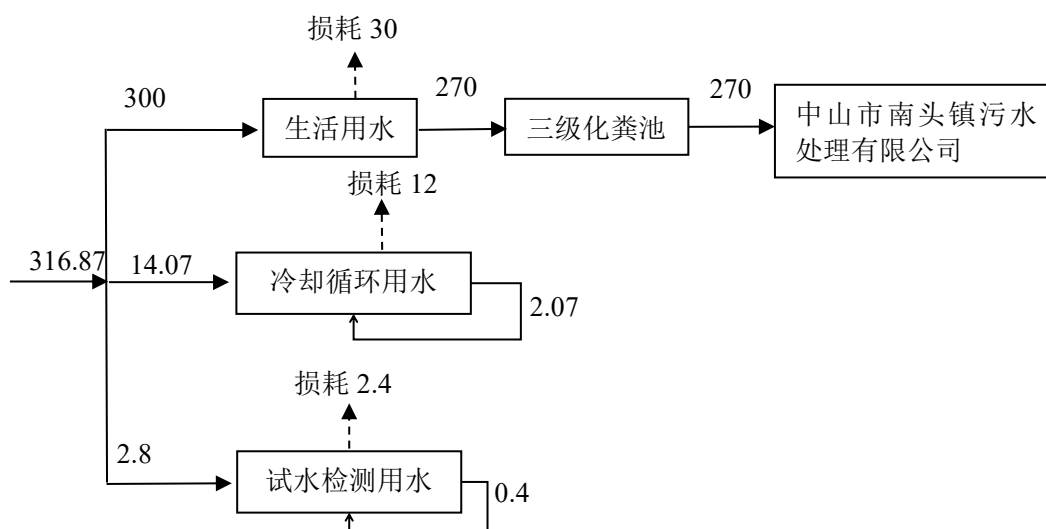 损耗 30
300
生活用水
270
三级化粪池
270
中山市南头镇污水
处理有限公司
损耗 12
316.87
14.07
冷却循环用水
2.07
损耗 2.4
2.8
试水检测用水
0.4